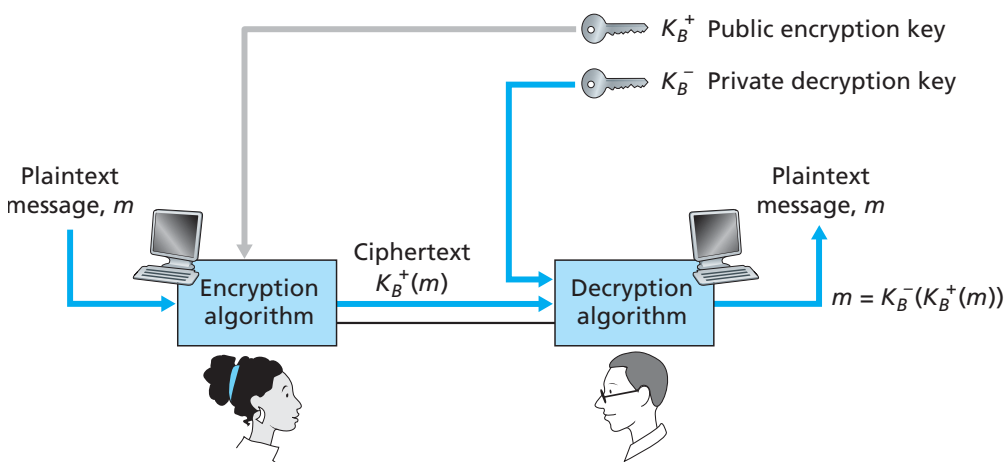 K_B^+ Public encryption key
K_B^- Private decryption key
Plaintext
message, m
Plaintext
message, m
Ciphertext
K_B^+(m)
Encryption
algorithm
Decryption
algorithm
m = K_B^-(K_B^+(m))